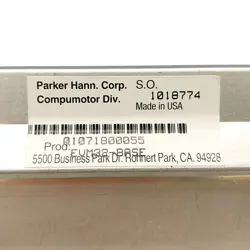 Parker Hann. Corp. S.O.
Compumotor Div. 1018774
Made in USA
01071800055
Prod. EVM32-BASE
5500 Business Park Dr. Rohnert Park, CA. 94928